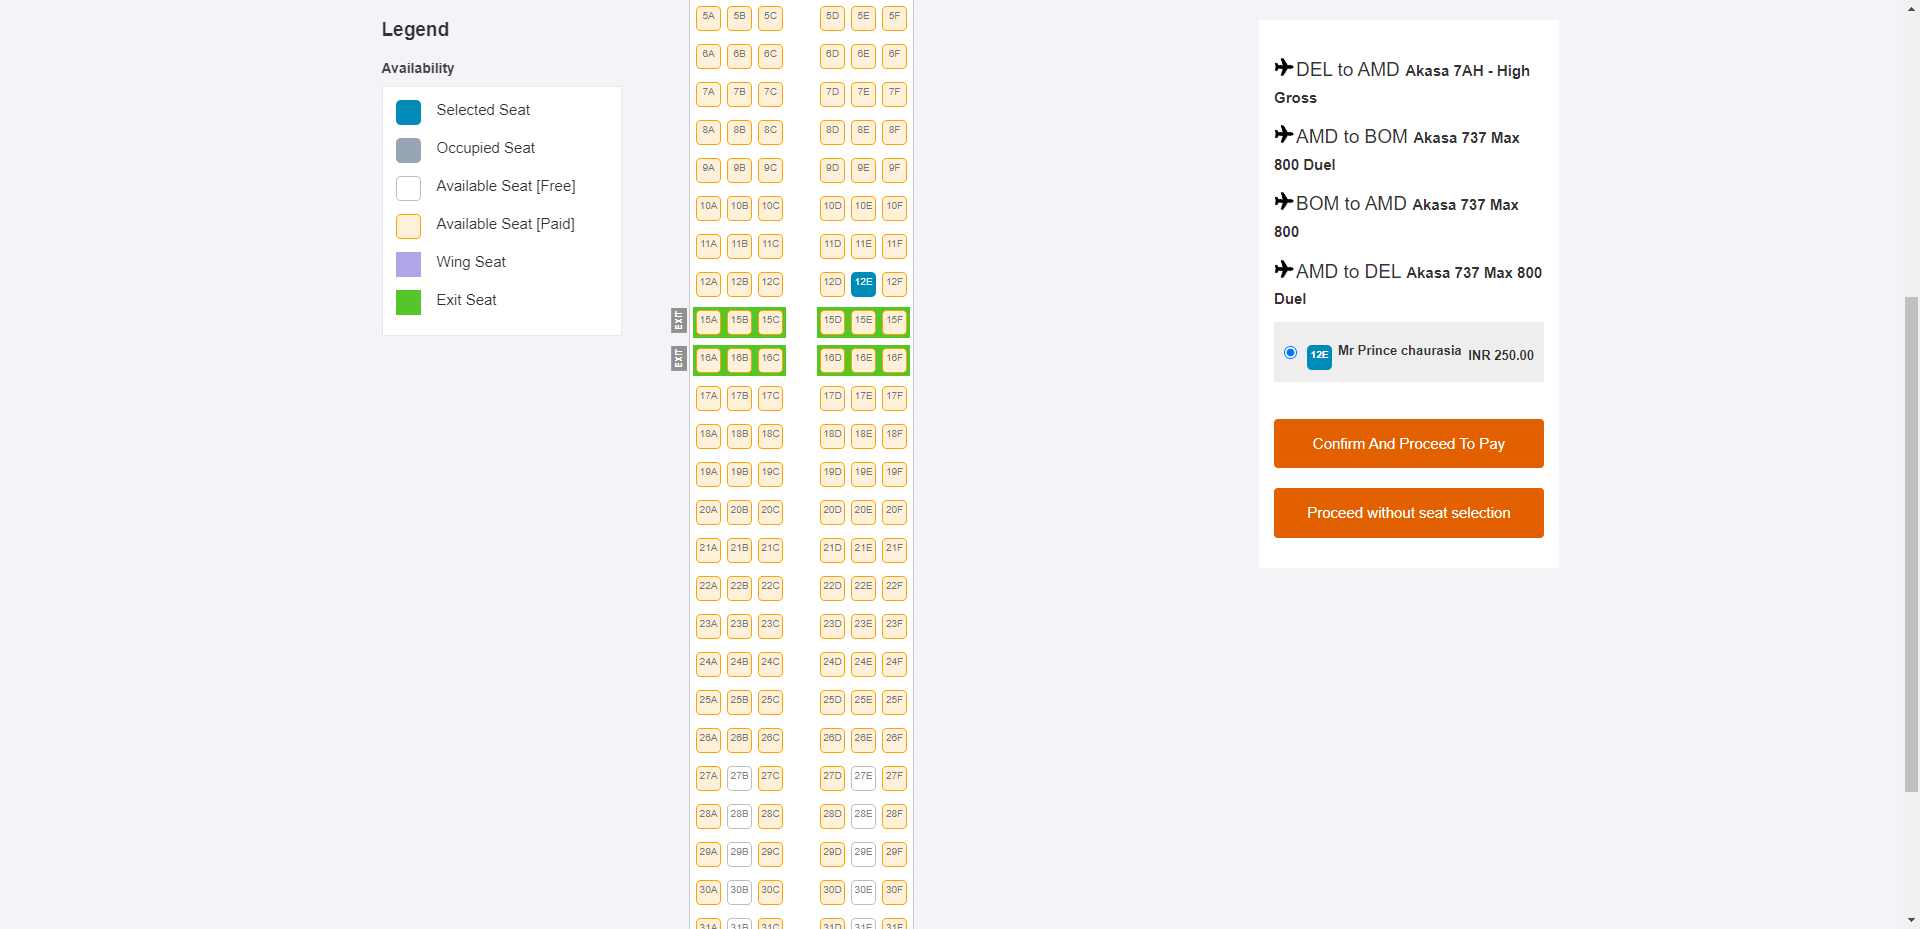 Legend
Availability
Selected Seat
Occupied Seat
Available Seat [Free]
Available Seat [Paid]
Wing Seat
Exit Seat
5A 5B 5C 5D 5E 5F
6A 6B 6C 6D 6E 6F
7A 7B 7C 7D 7E 7F
8A 8B 8C 8D 8E 8F
9A 9B 9C 9D 9E 9F
10A 10B 10C 10D 10E 10F
11A 11B 11C 11D 11E 11F
12A 12B 12C 12D 12E 12F
EXIT 15A 15B 15C 15D 15E 15F
EXIT 16A 16B 16C 16D 16E 16F
17A 17B 17C 17D 17E 17F
18A 18B 18C 18D 18E 18F
19A 19B 19C 19D 19E 19F
20A 20B 20C 20D 20E 20F
21A 21B 21C 21D 21E 21F
22A 22B 22C 22D 22E 22F
23A 23B 23C 23D 23E 23F
24A 24B 24C 24D 24E 24F
25A 25B 25C 25D 25E 25F
26A 26B 26C 26D 26E 26F
27A 27B 27C 27D 27E 27F
28A 28B 28C 28D 28E 28F
29A 29B 29C 29D 29E 29F
30A 30B 30C 30D 30E 30F
31A 31B 31C 31D 31E 31F
DEL to AMD Akasa 7AH - High
Gross
AMD to BOM Akasa 737 Max
800 Duel
BOM to AMD Akasa 737 Max
800
AMD to DEL Akasa 737 Max 800
Duel
12E Mr Prince chaurasia INR 250.00
Confirm And Proceed To Pay
Proceed without seat selection